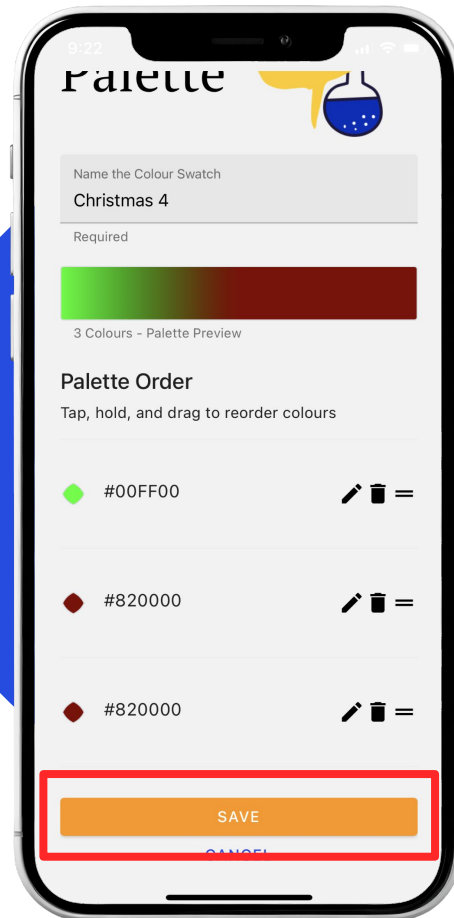 9:22
Palette
Name the Colour Swatch
Christmas 4
Required
3 Colours - Palette Preview
Palette Order
Tap, hold, and drag to reorder colours
#00FF00
#820000
#820000
SAVE
CANCEL